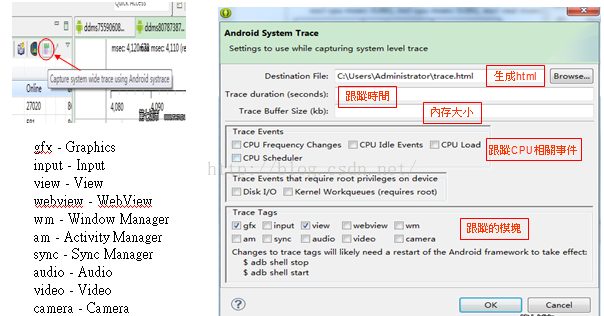 Quick Access
ddms75590608...
ddms80787387
msec: 4,120
msec: 4,110
Capture system wide trace using Android systrace
Online
27020
4,080
4,090
gfx - Graphics
input - Input
view - View
webview - WebView
wm - Window Manager
am - Activity Manager
sync - Sync Manager
audio - Audio
video - Video
camera - Camera
Android System Trace
Settings to use while capturing system level trace
Destination File: C:\Users\Administrator\trace.html 生成html Browse...
Trace duration (seconds): 跟蹤時間
Trace Buffer Size (kb): 內存大小
Trace Events
CPU Frequency Changes CPU Idle Events CPU Load
CPU Scheduler
跟蹤CPU相關事件
http://blog.csdn.net/
Trace Events that require root privileges on device
Disk I/O Kernel Workqueues (requires root)
Trace Tags
gfx input view webview wm
am sync audio video camera
跟蹤的模塊
Changes to trace tags will likely need a restart of the Android framework to take effect:
$ adb shell stop
$ adb shell start
OK Cancel